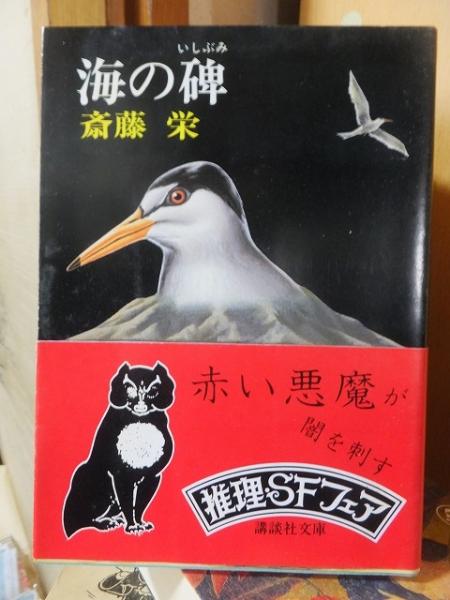 いしぶみ
海の碑
斎藤 栄
赤い悪魔が
闇を刺す
推理・SFフェア
講談社文庫